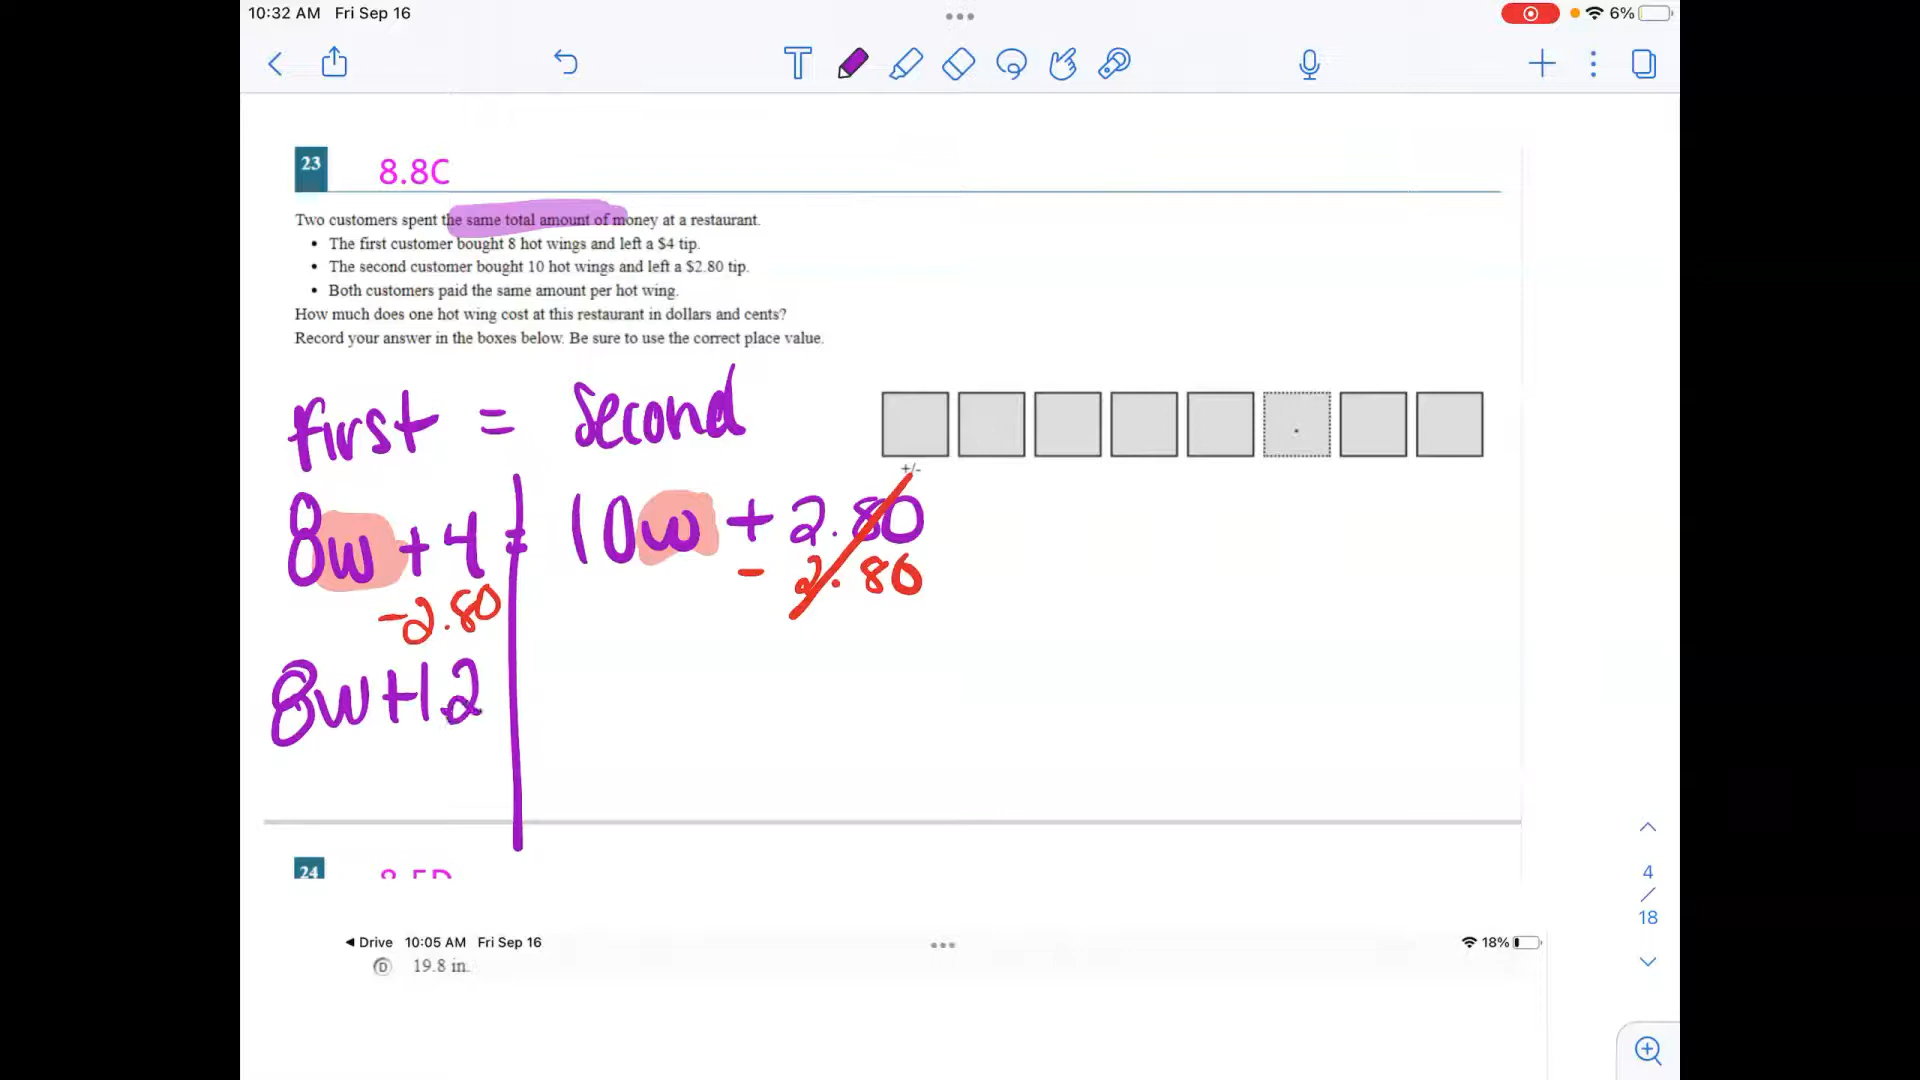 10:32 AM Fri Sep 16
6%
T
23 8.8C
Two customers spent the same total amount of money at a restaurant.
• The first customer bought 8 hot wings and left a $4 tip.
• The second customer bought 10 hot wings and left a $2.80 tip.
• Both customers paid the same amount per hot wing.
How much does one hot wing cost at this restaurant in dollars and cents?
Record your answer in the boxes below. Be sure to use the correct place value.
first = second
.
+/-
8w + 4 = 10w + 2.80
-2.80 - 2.80
8w+1.2
24
4
/
18
Drive 10:05 AM Fri Sep 16
18%
D 19.8 in.